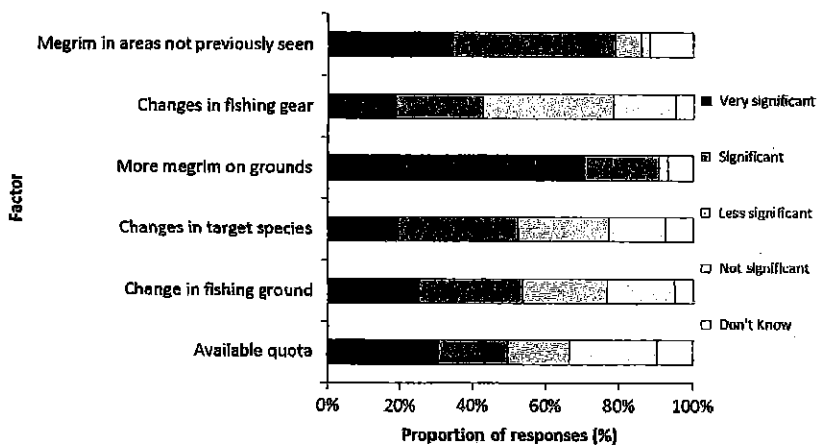 Megrim in areas not previously seen
Changes in fishing gear
More megrim on grounds
Changes in target species
Change in fishing ground
Available quota
Factor
0% 20% 40% 60% 80% 100%
Proportion of responses (%)
Very significant
Significant
Less significant
Not significant
Don't Know